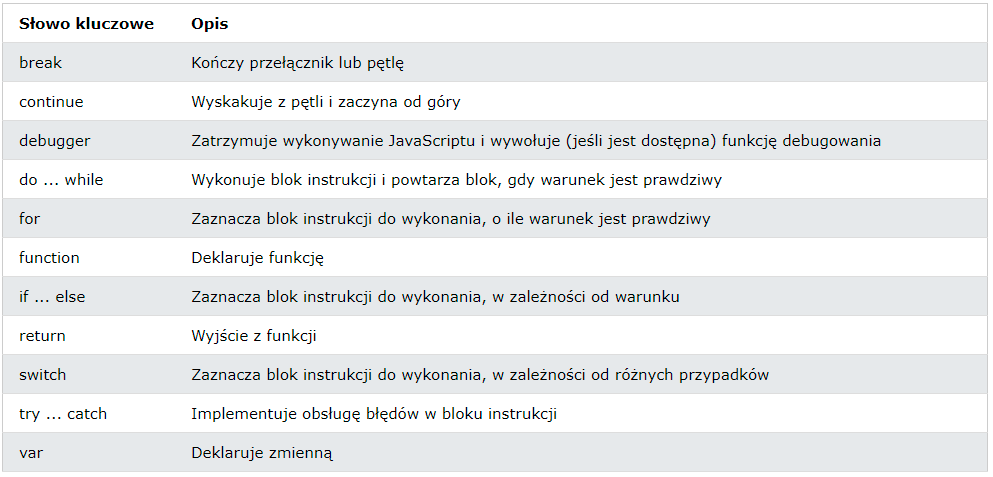 Słowo kluczowe Opis
break Kończy przełącznik lub pętlę
continue Wyskakuje z pętli i zaczyna od góry
debugger Zatrzymuje wykonywanie JavaScriptu i wywołuje (jeśli jest dostępna) funkcję debugowania
do ... while Wykonuje blok instrukcji i powtarza blok, gdy warunek jest prawdziwy
for Zaznacza blok instrukcji do wykonania, o ile warunek jest prawdziwy
function Deklaruje funkcję
if ... else Zaznacza blok instrukcji do wykonania, w zależności od warunku
return Wyjście z funkcji
switch Zaznacza blok instrukcji do wykonania, w zależności od różnych przypadków
try ... catch Implementuje obsługę błędów w bloku instrukcji
var Deklaruje zmienną